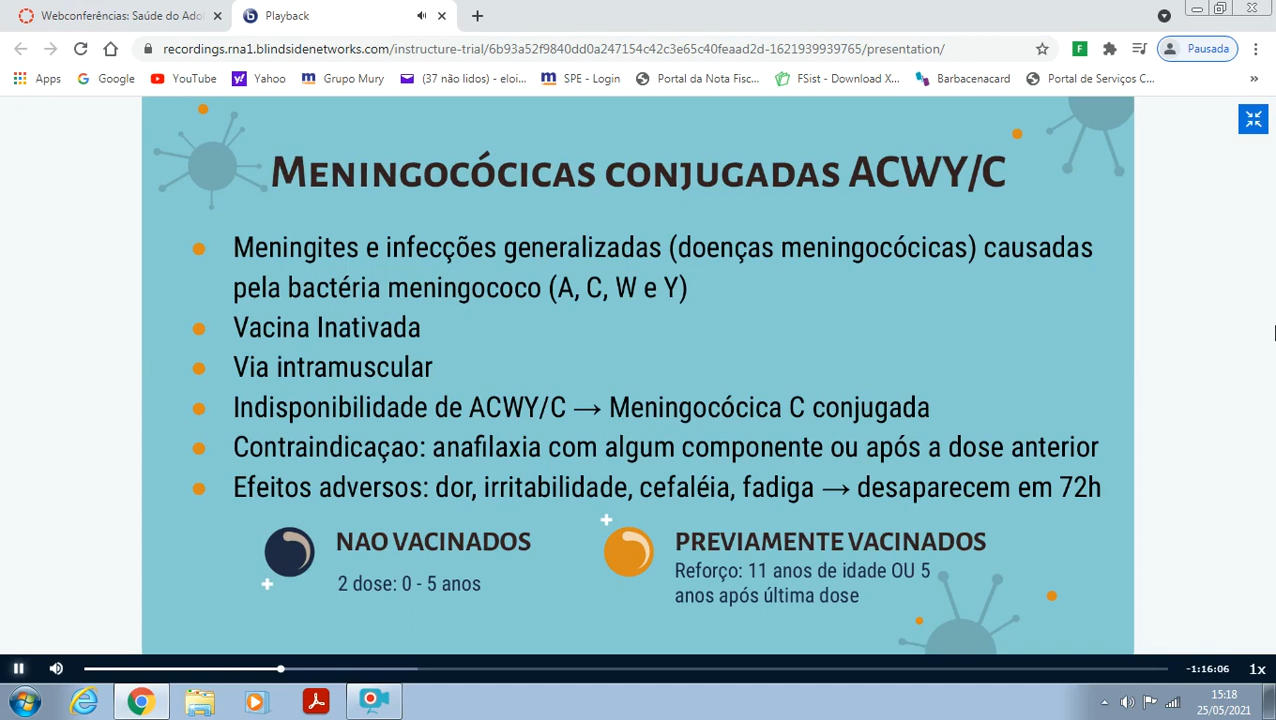 Webconferências: Saúde do Ado
Playback
recordings.rna1.blindsidenetworks.com/instructure-trial/6b93a52f9840dd0a247154c42c3e65c40feaad2d-1621939939765/presentation/
Pausada
Apps
Google
YouTube
Yahoo
Grupo Mury
(37 não lidos) - eloi...
SPE - Login
Portal da Nota Fisc...
FSist - Download X...
Barbacenacard
Portal de Serviços C...
»
MENINGOCÓCICAS CONJUGADAS ACWY/C
Meningites e infecções generalizadas (doenças meningocócicas) causadas
pela bactéria meningococo (A, C, W e Y)
Vacina Inativada
Via intramuscular
Indisponibilidade de ACWY/C → Meningocócica C conjugada
Contraindicaçao: anafilaxia com algum componente ou após a dose anterior
Efeitos adversos: dor, irritabilidade, cefaléia, fadiga → desaparecem em 72h
NAO VACINADOS
2 dose: 0 - 5 anos
PREVIAMENTE VACINADOS
Reforço: 11 anos de idade OU 5
anos após última dose
-1:16:06
1x
15:18
25/05/2021